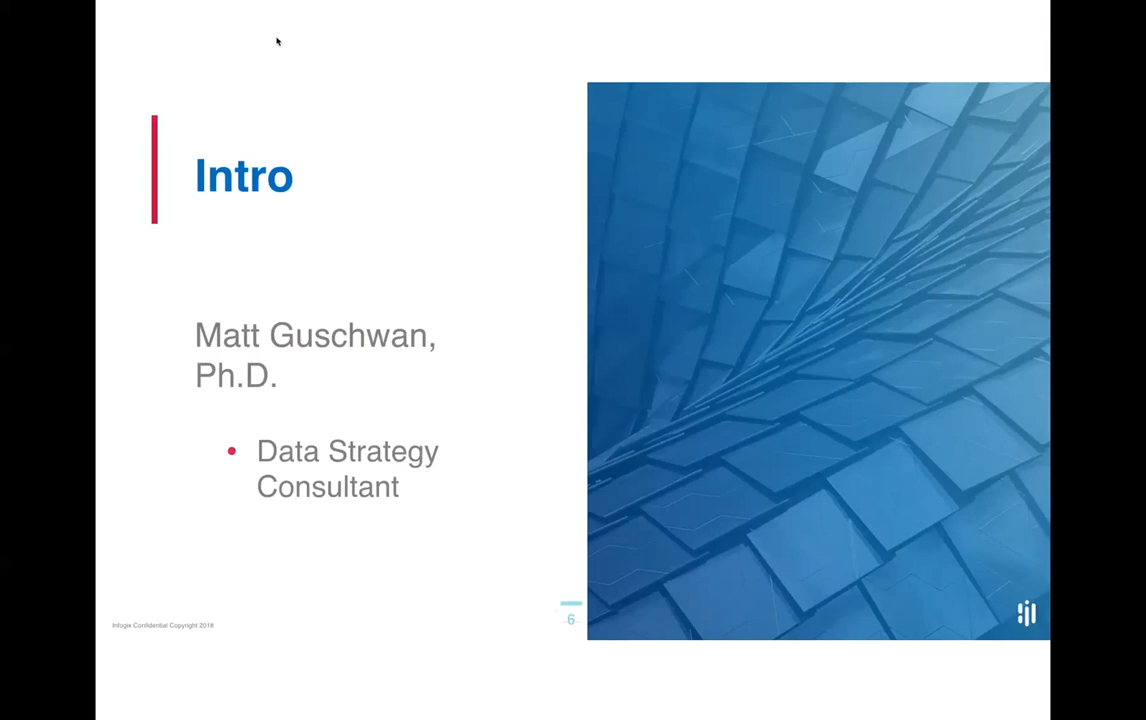 Intro
Matt Guschwan,
Ph.D.
• Data Strategy
Consultant
Infogix Confidential Copyright 2018
6